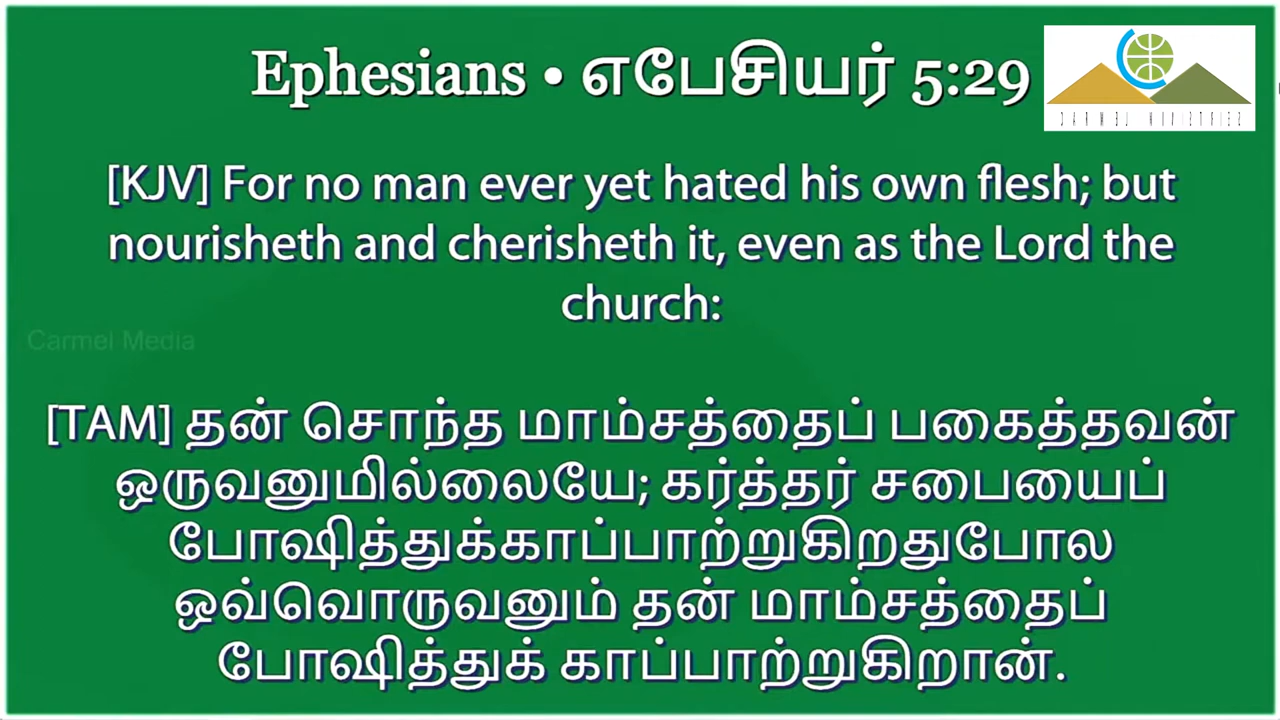 Ephesians • எபேசியர் 5:29
[KJV] For no man ever yet hated his own flesh; but
nourisheth and cherisheth it, even as the Lord the
church:
Carmel Media
[TAM] தன் சொந்த மாம்சத்தைப் பகைத்தவன்
ஒருவனுமில்லையே; கர்த்தர் சபையைப்
போஷித்துக்காப்பாற்றுகிறதுபோல
ஒவ்வொருவனும் தன் மாம்சத்தைப்
போஷித்துக் காப்பாற்றுகிறான்.